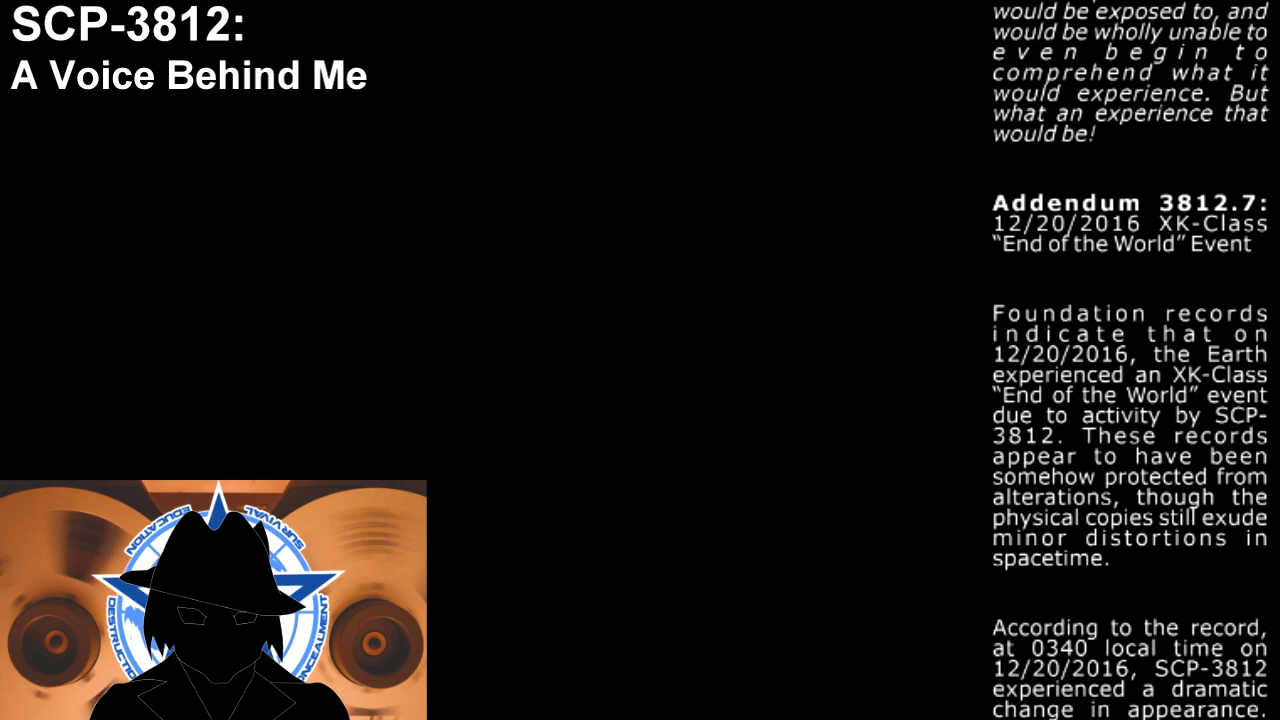 SCP-3812:
A Voice Behind Me
would be exposed to, and
would be wholly unable to
even begin to
comprehend what it
would experience. But
what an experience that
would be!
Addendum 3812.7:
12/20/2016 XK-Class
“End of the World” Event
Foundation records
indicate that on
12/20/2016, the Earth
experienced an XK-Class
“End of the World” event
due to activity by SCP-
3812. These records
appear to have been
somehow protected from
alterations, though the
physical copies still exude
minor distortions in
spacetime.
According to the record,
at 0340 local time on
12/20/2016, SCP-3812
experienced a dramatic
change in appearance.
EDUCATION
SURVIVAL